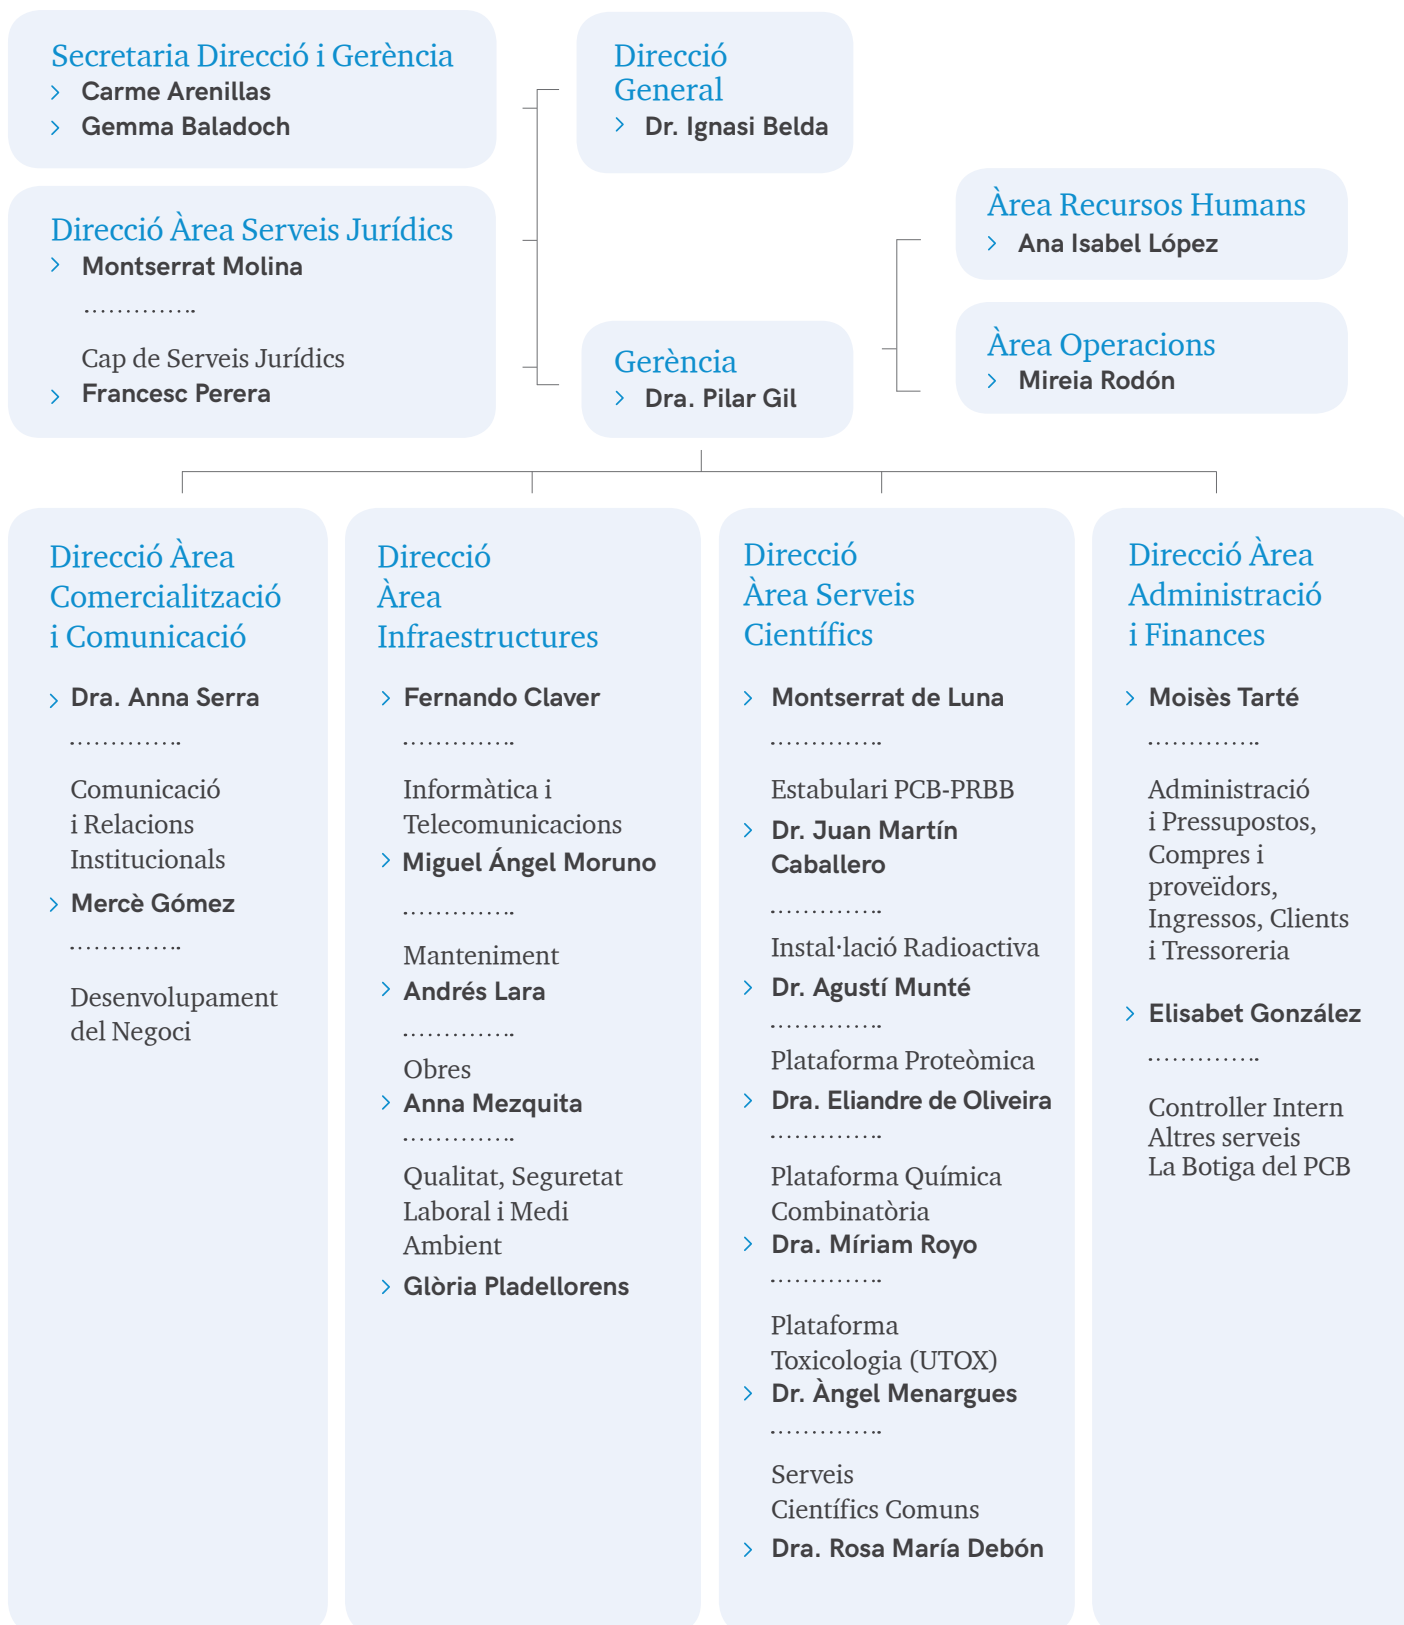 Secretaria Direcció i Gerència
Carme Arenillas
Gemma Baladoch
Direcció
General
Dr. Ignasi Belda
Direcció Àrea Serveis Jurídics
Montserrat Molina
.............
Cap de Serveis Jurídics
Francesc Perera
Gerència
Dra. Pilar Gil
Àrea Recursos Humans
Ana Isabel López
Àrea Operacions
Mireia Rodón
Direcció Àrea
Comercialització
i Comunicació
Dra. Anna Serra
.............
Comunicació
i Relacions
Institucionals
Mercè Gómez
.............
Desenvolupament
del Negoci
Direcció
Àrea
Infraestructures
Fernando Claver
.............
Informàtica i
Telecomunicacions
Miguel Ángel Moruno
.............
Manteniment
Andrés Lara
.............
Obres
Anna Mezquita
.............
Qualitat, Seguretat
Laboral i Medi
Ambient
Glòria Pladellorens
Direcció
Àrea Serveis
Científics
Montserrat de Luna
.............
Estabulari PCB-PRBB
Dr. Juan Martín
Caballero
.............
Instal·lació Radioactiva
Dr. Agustí Munté
.............
Plataforma Proteòmica
Dra. Eliandre de Oliveira
.............
Plataforma Química
Combinatòria
Dra. Míriam Royo
.............
Plataforma
Toxicologia (UTOX)
Dr. Àngel Menargues
.............
Serveis
Científics Comuns
Dra. Rosa María Debón
Direcció Àrea
Administració
i Finances
Moisès Tarté
.............
Administració
i Pressupostos,
Compres i
proveïdors,
Ingressos, Clients
i Tressoreria
Elisabet González
.............
Controller Intern
Altres serveis
La Botiga del PCB